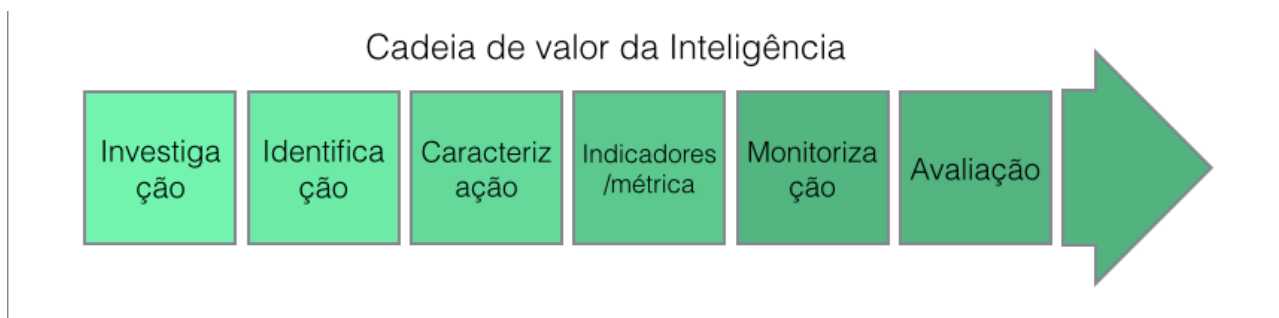 Cadeia de valor da Inteligência
Investiga
ção
Identifica
ção
Caracteriz
ação
Indicadores
/métrica
Monitoriza
ção
Avaliação